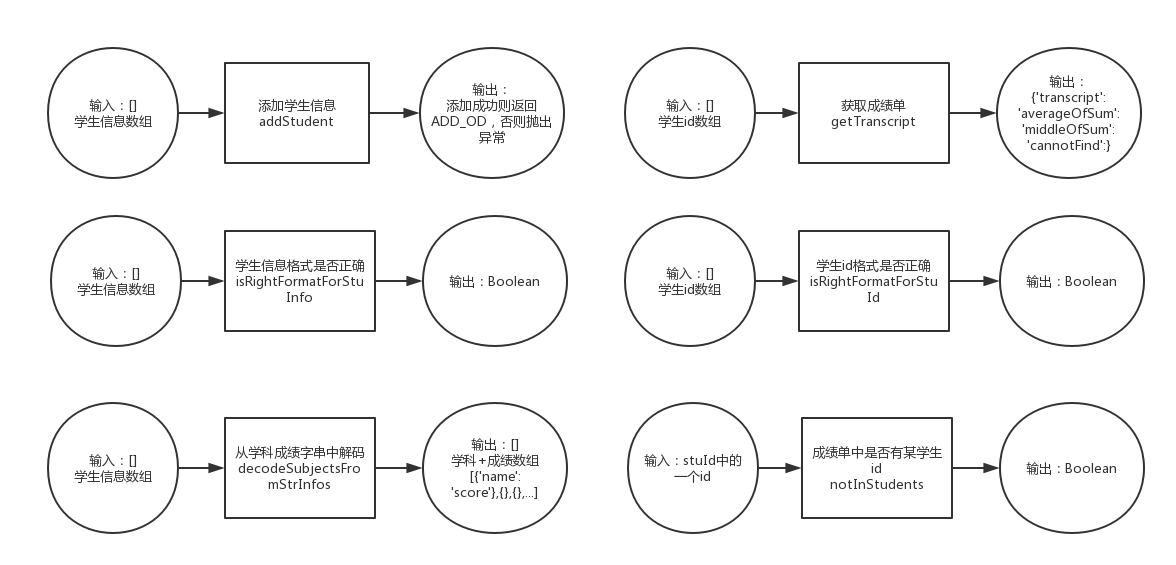 输入：[]
学生信息数组
添加学生信息
addStudent
输出：
添加成功则返回
ADD_OD，否则抛出
异常
输入：[]
学生id数组
获取成绩单
getTranscript
输出：
{'transcript':
'averageOfSum':
'middleOfSum':
'cannotFind':}
输入：[]
学生信息数组
学生信息格式是否正确
isRightFormatForStu
Info
输出：Boolean
输入：[]
学生id数组
学生id格式是否正确
isRightFormatForStu
Id
输出：Boolean
输入：[]
学生信息数组
从学科成绩字串中解码
decodeSubjectsFro
mStrInfos
输出：[]
学科+成绩数组
[{'name':
'score'},{},{},...]
输入：stuId中的
一个id
成绩单中是否有某学生
id
notInStudents
输出：Boolean